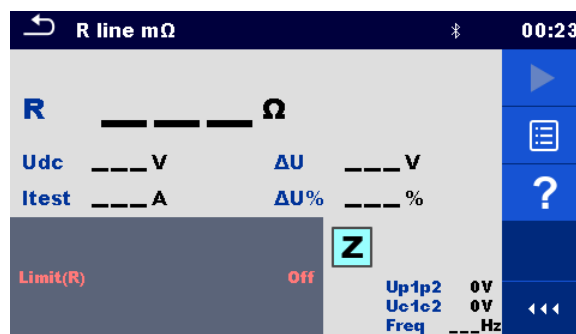 R line mΩ 00:23
R ___ Ω
Udc ___V ΔU ___V
Itest ___A ΔU% ___%
Z
Limit(R) Off
Up1p2 0V
Uc1c2 0V
Freq ___Hz
?